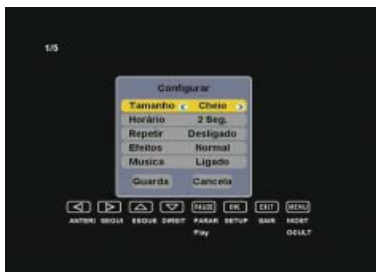 1/5
Configurar
Tamanho Cheio
Horário 2 Seg.
Repetir Desligado
Efeitos Normal
Musica Ligado
Guarda Cancela
PAUSE OK EXIT MENU
ANTERI SEGUI ESQUE DIREIT PARAR SETUP SAIR MOST
Play OCULT